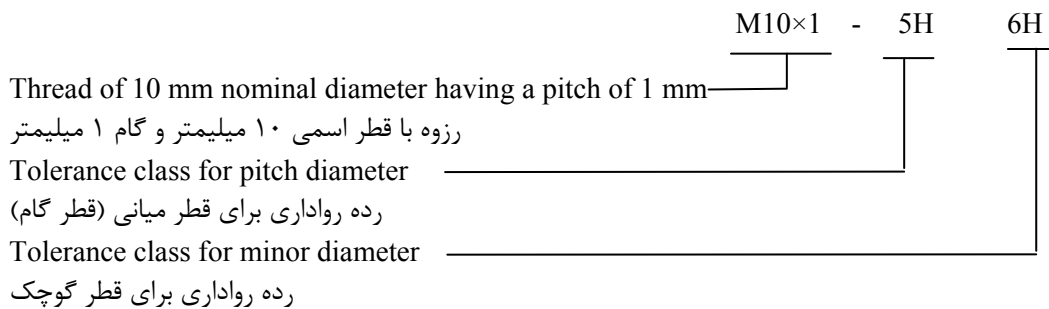 M10×1 - 5H 6H
Thread of 10 mm nominal diameter having a pitch of 1 mm
رزوه با قطر اسمی ۱۰ میلیمتر و گام ۱ میلیمتر
Tolerance class for pitch diameter
رده رواداری برای قطر میانی (قطر گام)
Tolerance class for minor diameter
رده رواداری برای قطر گوچک